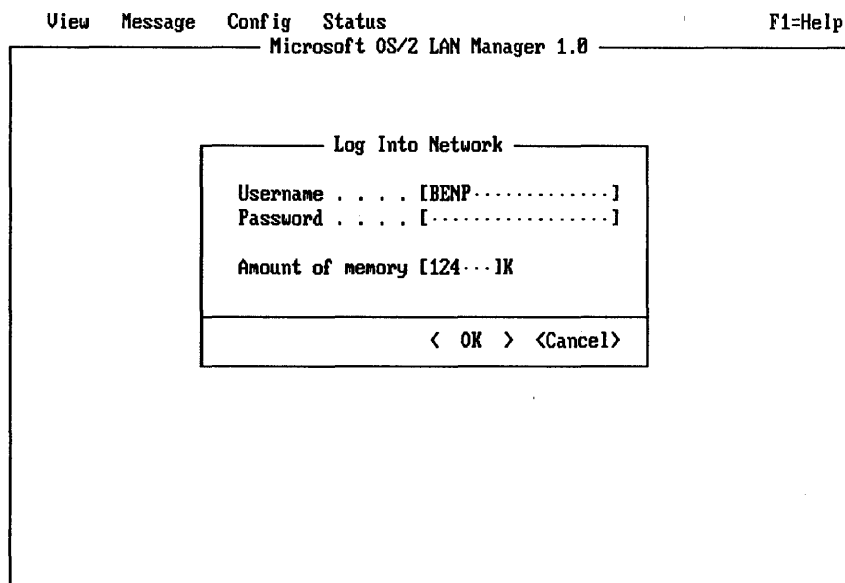 View Message Config Status F1=Help
Microsoft OS/2 LAN Manager 1.0
Log Into Network
Username . . . . [BENP·············]
Password . . . . [·················]
Amount of memory [124···]K
< OK > <Cancel>